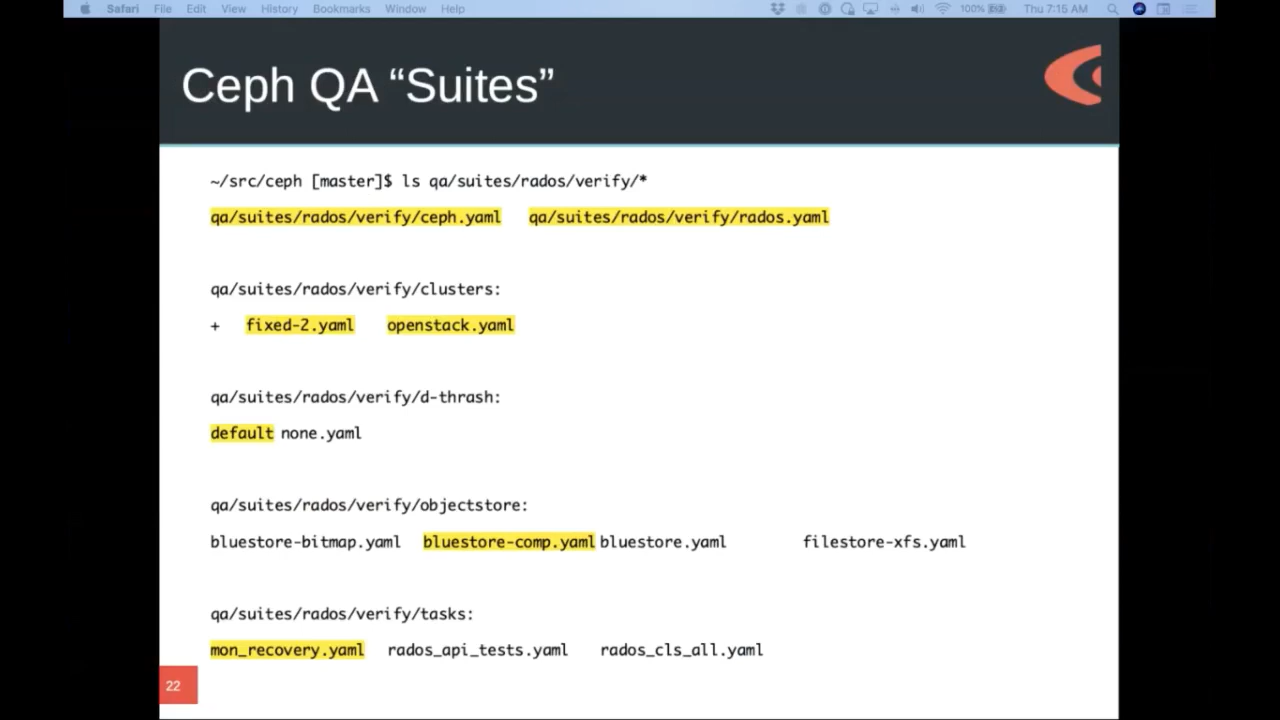 Safari File Edit View History Bookmarks Window Help 100% Thu 7:15 AM
Ceph QA “Suites”
~/src/ceph [master]$ ls qa/suites/rados/verify/*
qa/suites/rados/verify/ceph.yaml qa/suites/rados/verify/rados.yaml
qa/suites/rados/verify/clusters:
+ fixed-2.yaml openstack.yaml
qa/suites/rados/verify/d-thrash:
default none.yaml
qa/suites/rados/verify/objectstore:
bluestore-bitmap.yaml bluestore-comp.yaml bluestore.yaml filestore-xfs.yaml
qa/suites/rados/verify/tasks:
mon_recovery.yaml rados_api_tests.yaml rados_cls_all.yaml
22